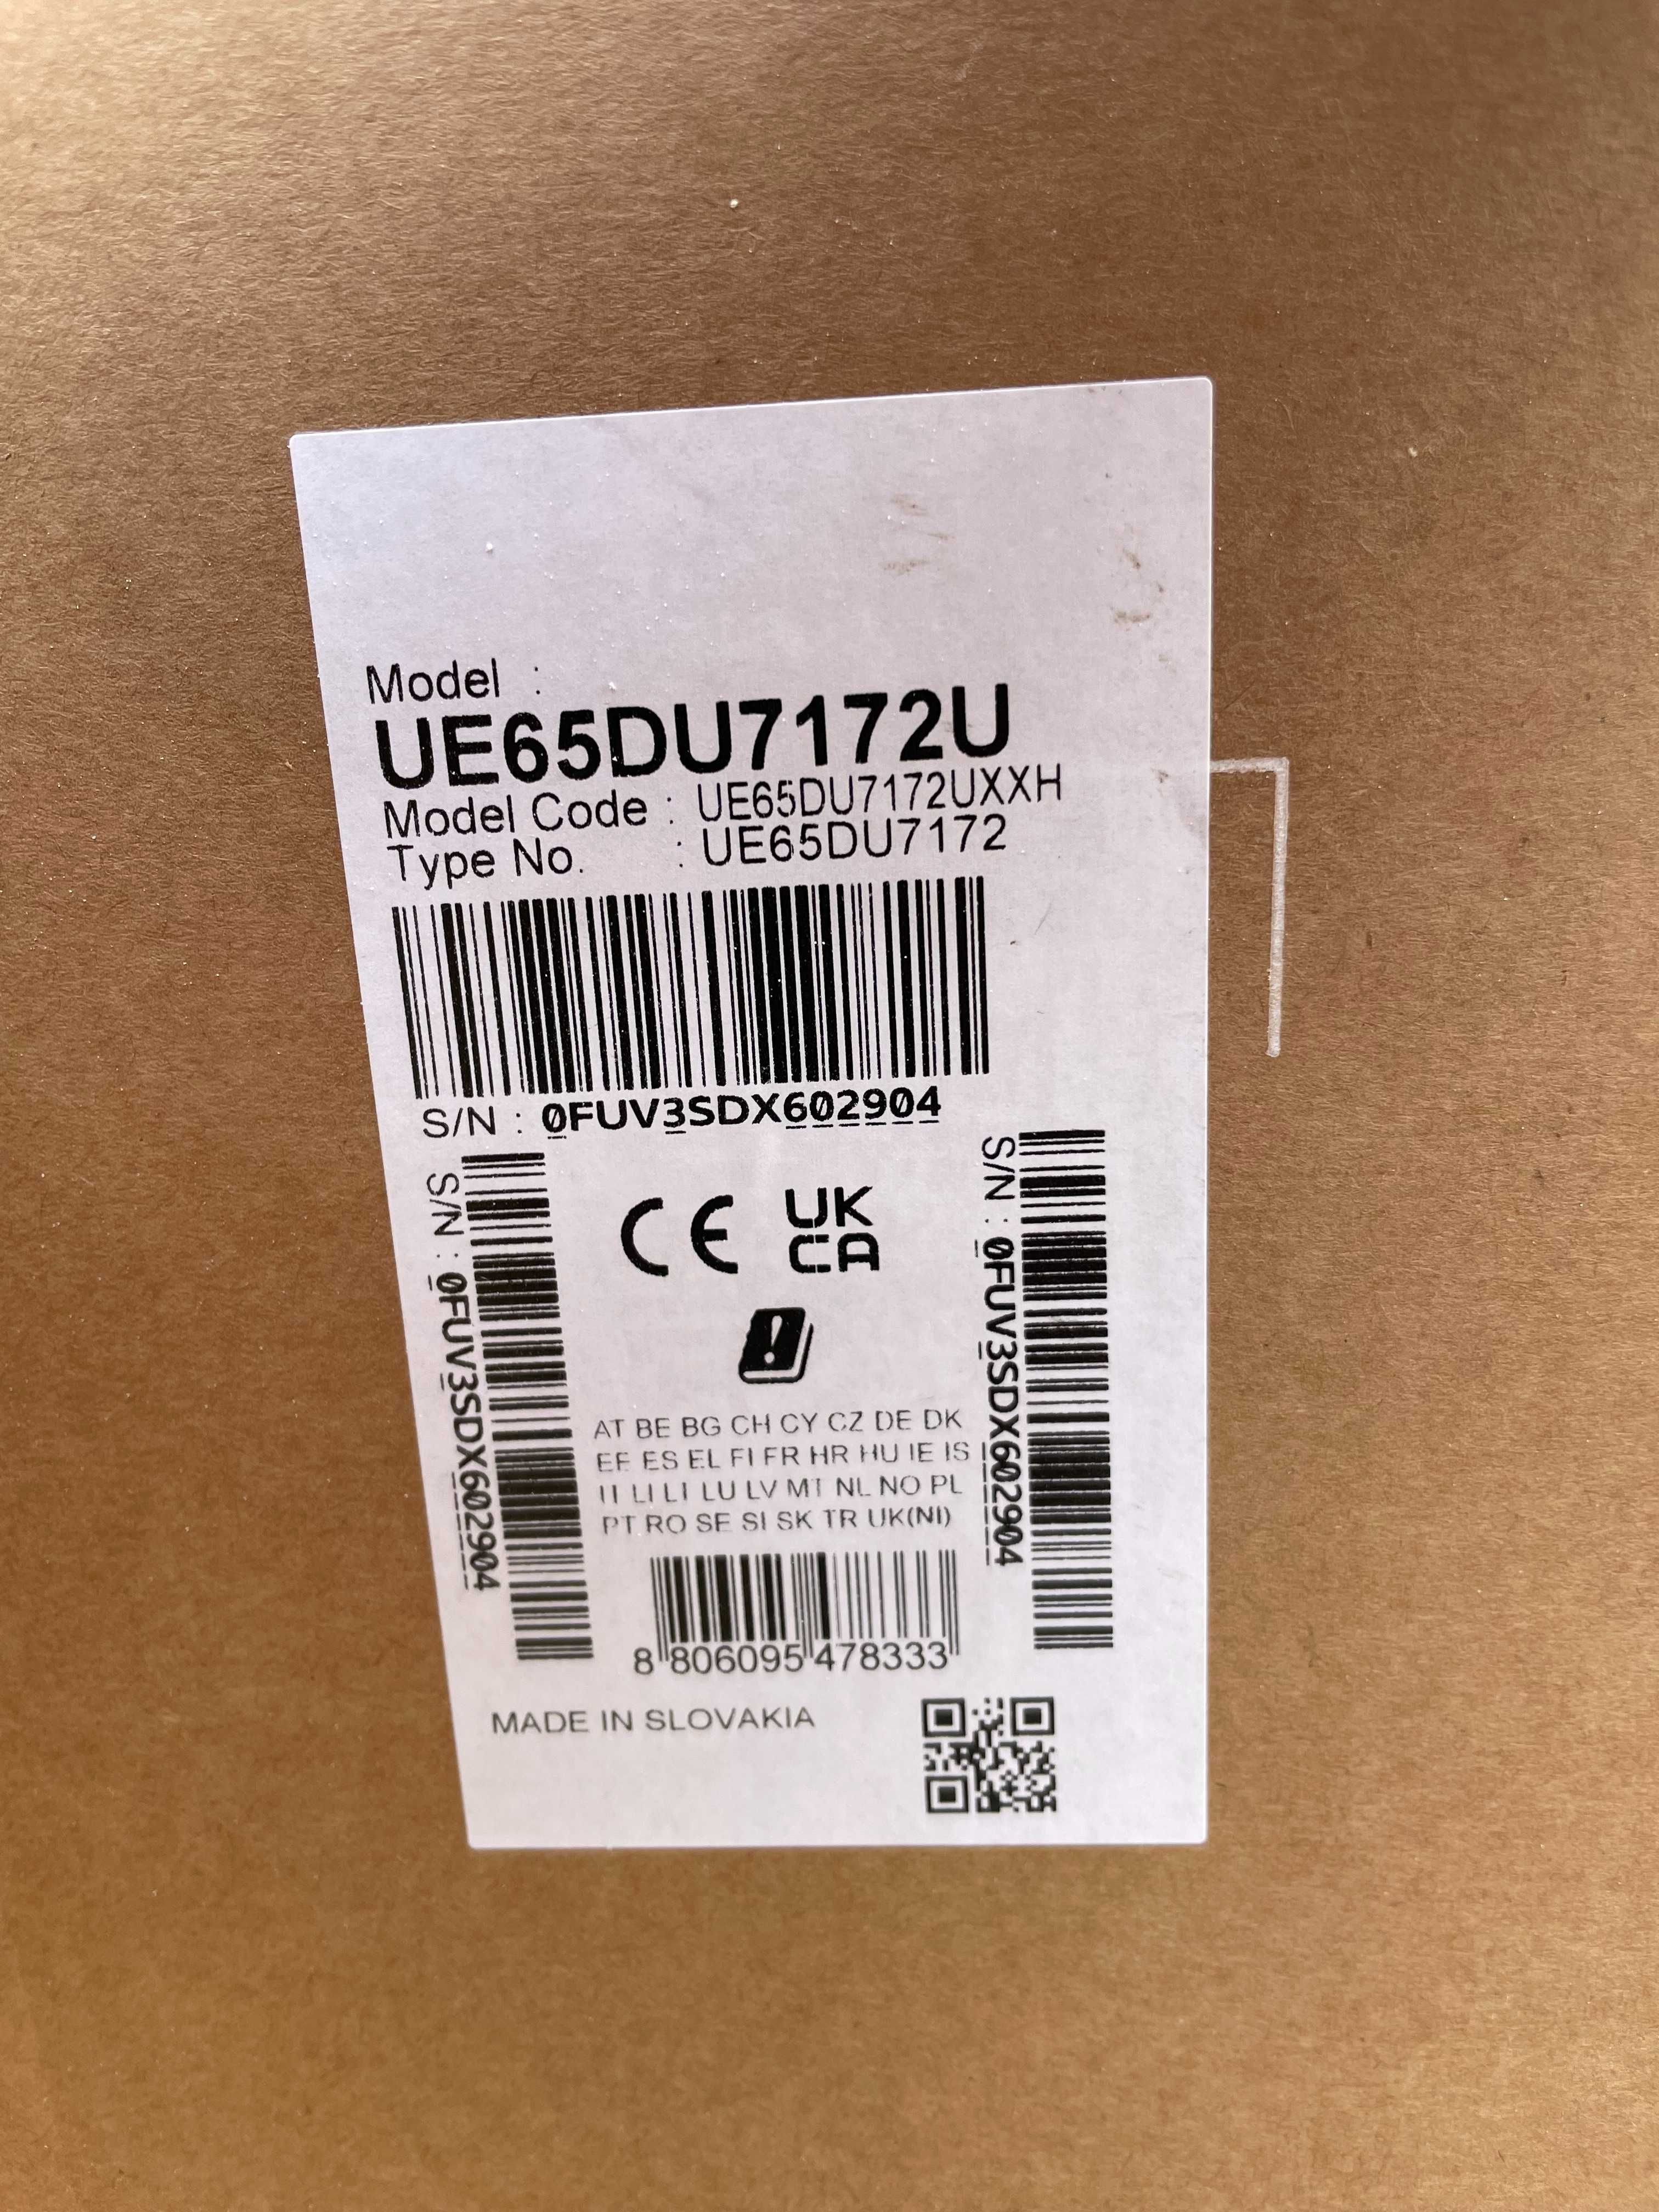 Model :
UE65DU7172U
Model Code : UE65DU7172UXXH
Type No. : UE65DU7172
S/N : 0FUV3SDX602904
S/N : 0FUV3SDX602904
S/N : 0FUV3SDX602904
CE UK
CA
AT BE BG CH CY CZ DE DK
EE ES EL FI FR HR HU IE IS
IT LI LT LU LV MT NL NO PL
PT RO SE SI SK TR UK(NI)
8 806095 478333
MADE IN SLOVAKIA